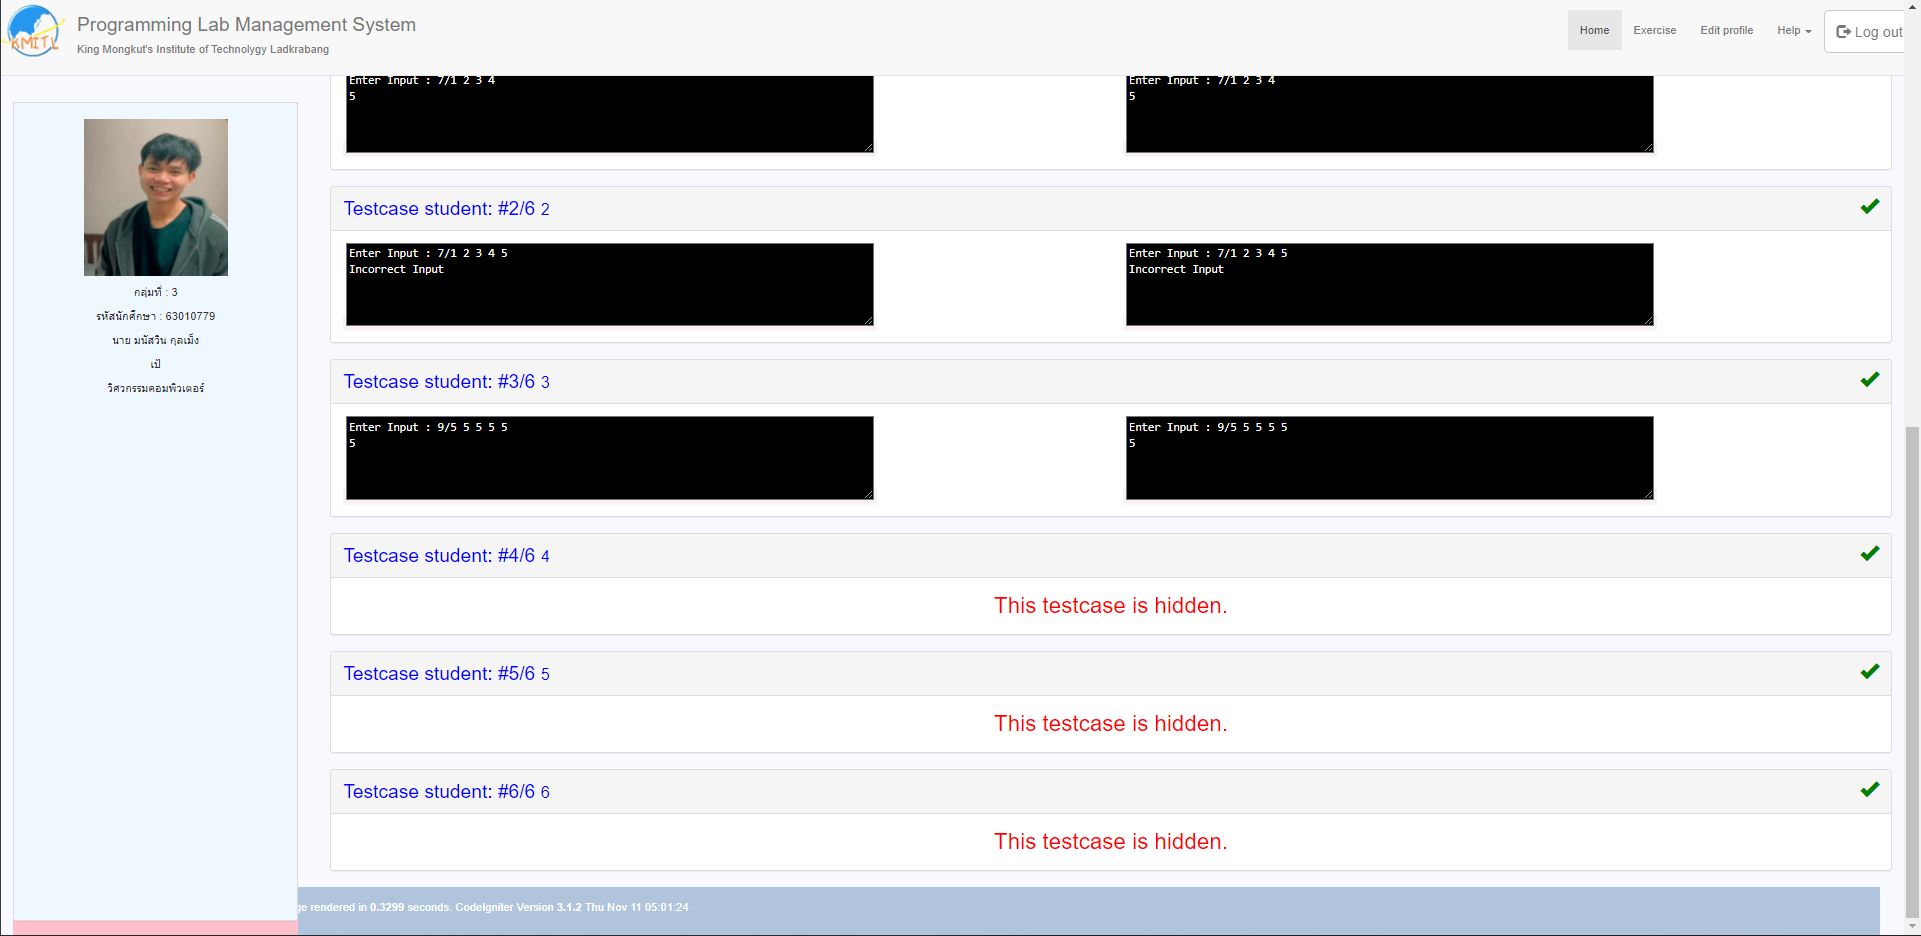 KMITL
Programming Lab Management System
King Mongkut's Institute of Technolygy Ladkrabang
Home
Exercise
Edit profile
Help
Log out
กลุ่มที่ : 3
รหัสนักศึกษา : 63010779
นาย มนัสวิน กุลเม็ง
เป้
วิศวกรรมคอมพิวเตอร์
Enter Input : 7/1 2 3 4
5
Enter Input : 7/1 2 3 4
5
Testcase student: #2/6 2
Enter Input : 7/1 2 3 4 5
Incorrect Input
Enter Input : 7/1 2 3 4 5
Incorrect Input
Testcase student: #3/6 3
Enter Input : 9/5 5 5 5 5
5
Enter Input : 9/5 5 5 5 5
5
Testcase student: #4/6 4
This testcase is hidden.
Testcase student: #5/6 5
This testcase is hidden.
Testcase student: #6/6 6
This testcase is hidden.
ge rendered in 0.3299 seconds. CodeIgniter Version 3.1.2 Thu Nov 11 05:01:24